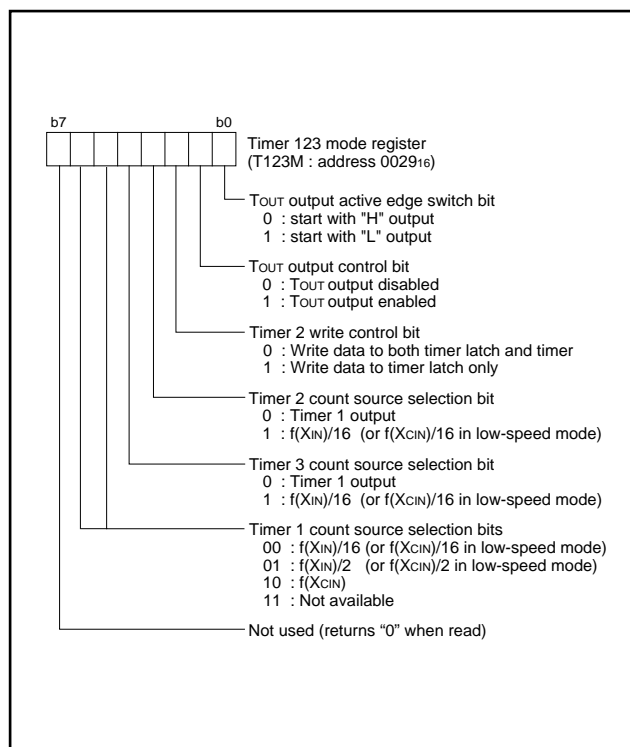 b7 b0
Timer 123 mode register
(T123M : address 002916)
TOUT output active edge switch bit
0 : start with "H" output
1 : start with "L" output
TOUT output control bit
0 : TOUT output disabled
1 : TOUT output enabled
Timer 2 write control bit
0 : Write data to both timer latch and timer
1 : Write data to timer latch only
Timer 2 count source selection bit
0 : Timer 1 output
1 : f(XIN)/16 (or f(XCIN)/16 in low-speed mode)
Timer 3 count source selection bit
0 : Timer 1 output
1 : f(XIN)/16 (or f(XCIN)/16 in low-speed mode)
Timer 1 count source selection bits
00 : f(XIN)/16 (or f(XCIN)/16 in low-speed mode)
01 : f(XIN)/2 (or f(XCIN)/2 in low-speed mode)
10 : f(XCIN)
11 : Not available
Not used (returns “0” when read)